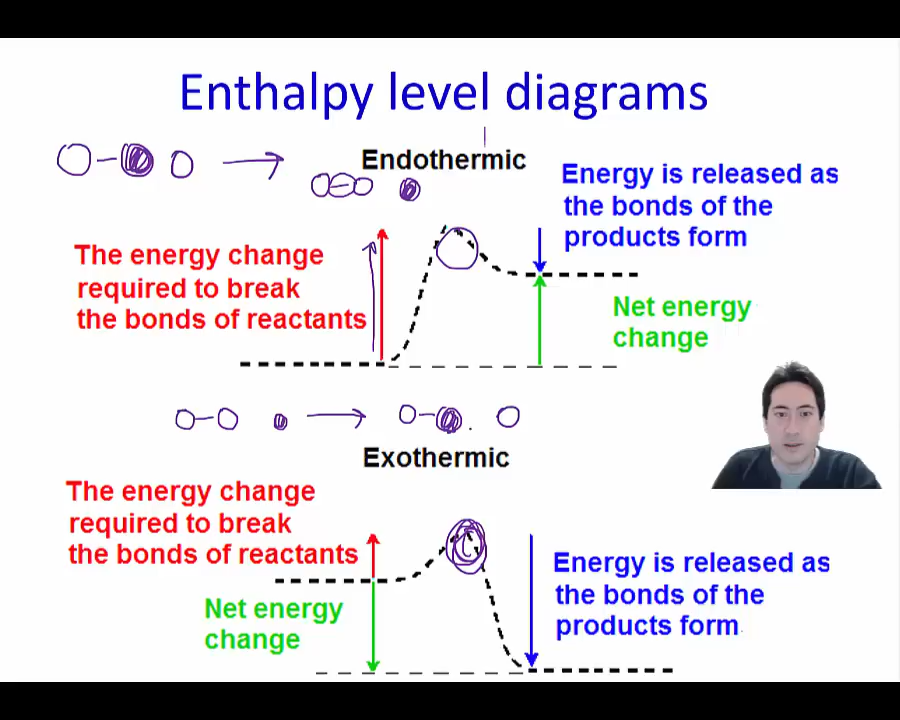 Enthalpy level diagrams
Endothermic
Energy is released as
the bonds of the
products form
The energy change
required to break
the bonds of reactants
Net energy
change
Exothermic
The energy change
required to break
the bonds of reactants
Net energy
change
Energy is released as
the bonds of the
products form